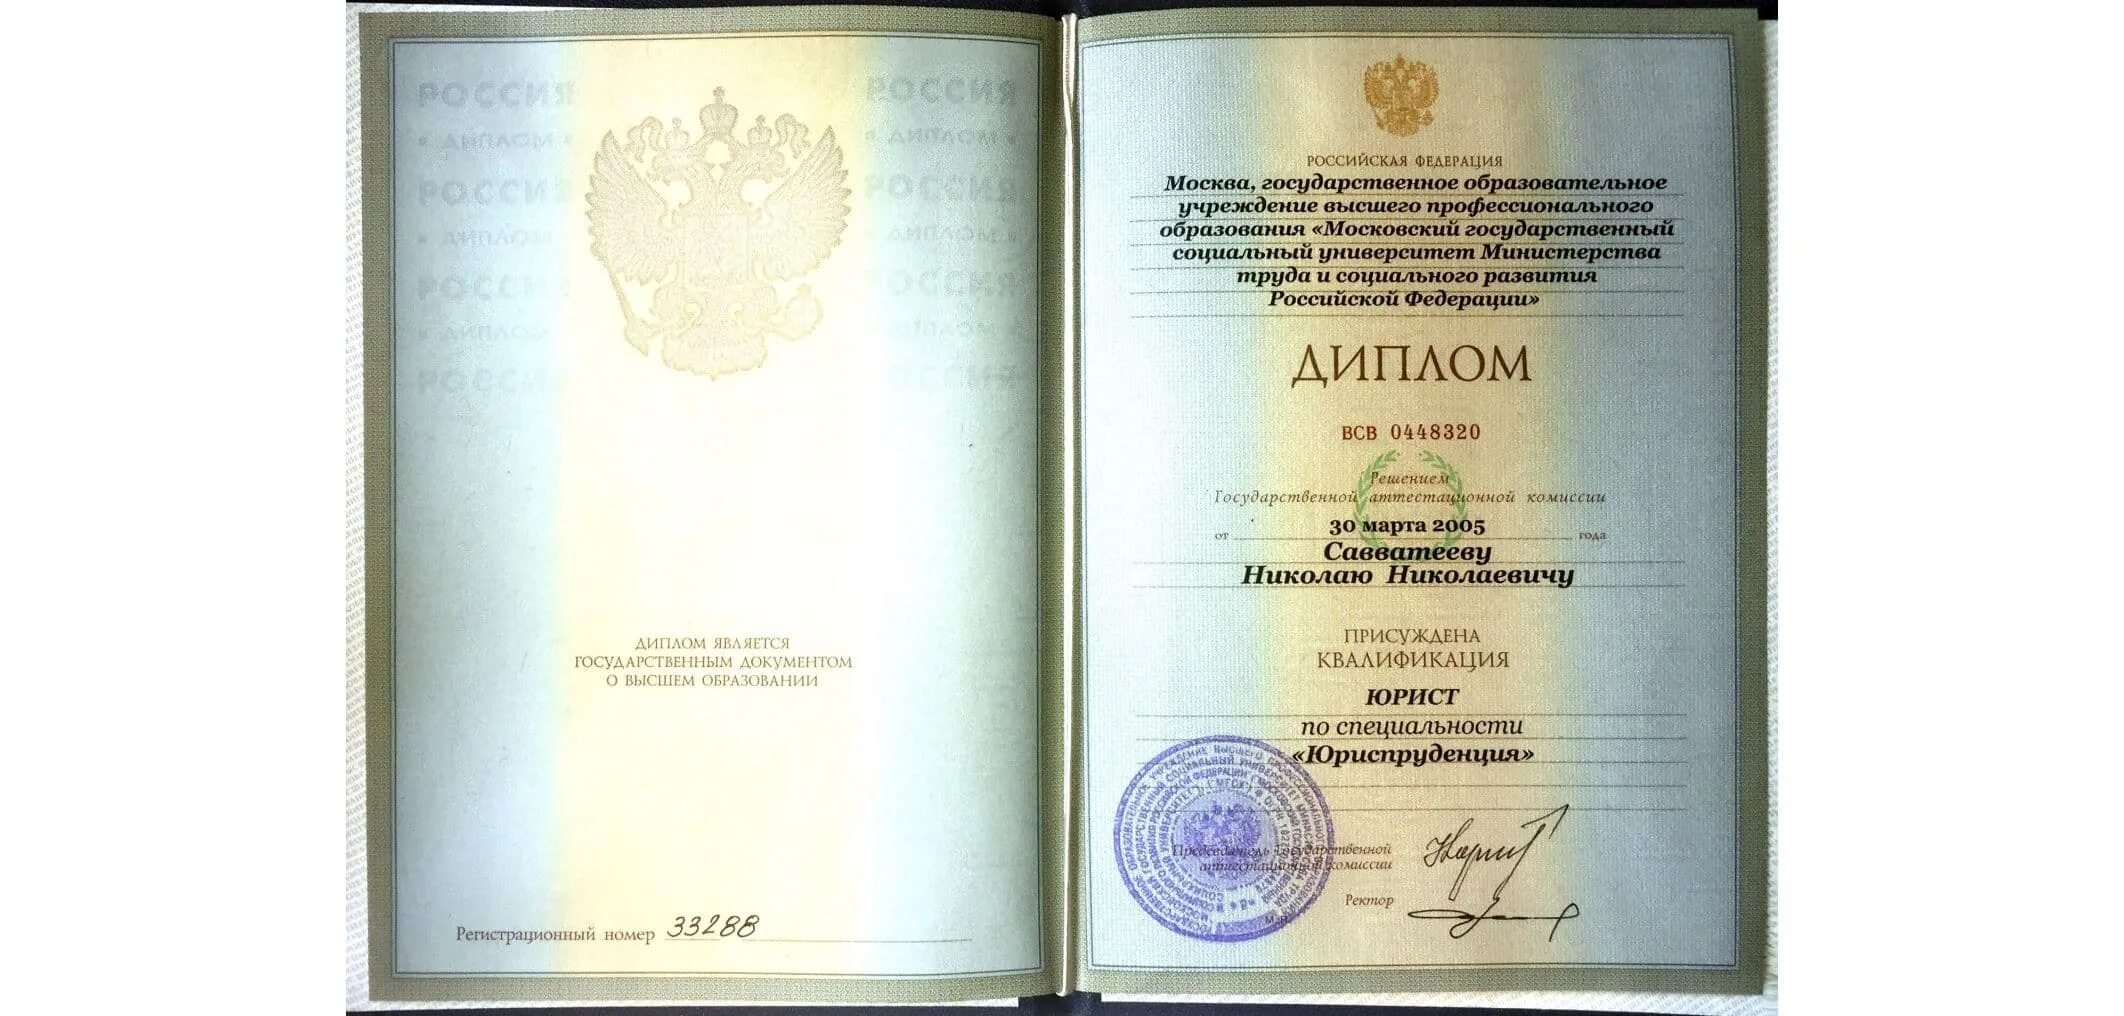 РОССИЯ РОССИЯ
• ДИПЛОМ • • ДИПЛОМ •
РОССИЯ РОССИЯ
• ДИПЛОМ • ДИПЛОМ •
РОССИЯ РОССИЯ
• ДИПЛОМ ДИПЛОМ •
РОССИЯ РОССИЯ
ДИПЛОМ ЯВЛЯЕТСЯ
ГОСУДАРСТВЕННЫМ ДОКУМЕНТОМ
О ВЫСШЕМ ОБРАЗОВАНИИ
Регистрационный номер 33288
РОССИЙСКАЯ ФЕДЕРАЦИЯ
Москва, государственное образовательное
учреждение высшего профессионального
образования «Московский государственный
социальный университет Министерства
труда и социального развития
Российской Федерации»
ДИПЛОМ
ВСВ 0448320
Решением
Государственной аттестационной комиссии
от 30 марта 2005 года
Савватееву
Николаю Николаевичу
ПРИСУЖДЕНА
КВАЛИФИКАЦИЯ
ЮРИСТ
по специальности
«Юриспруденция»
Председатель Государственной
аттестационной комиссии
Ректор
М.П.